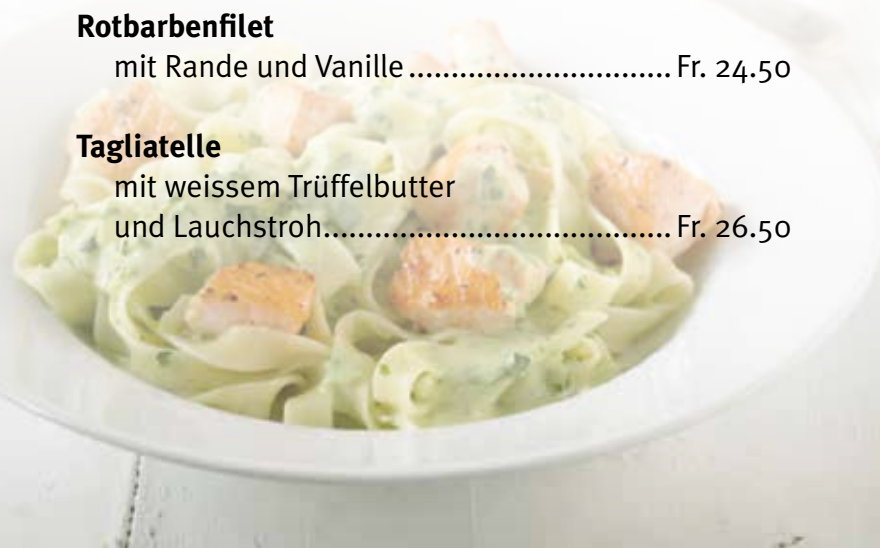 Rotbarbenfilet
mit Rande und Vanille............................... Fr. 24.50
Tagliatelle
mit weissem Trüffelbutter
und Lauchstroh......................................... Fr. 26.50